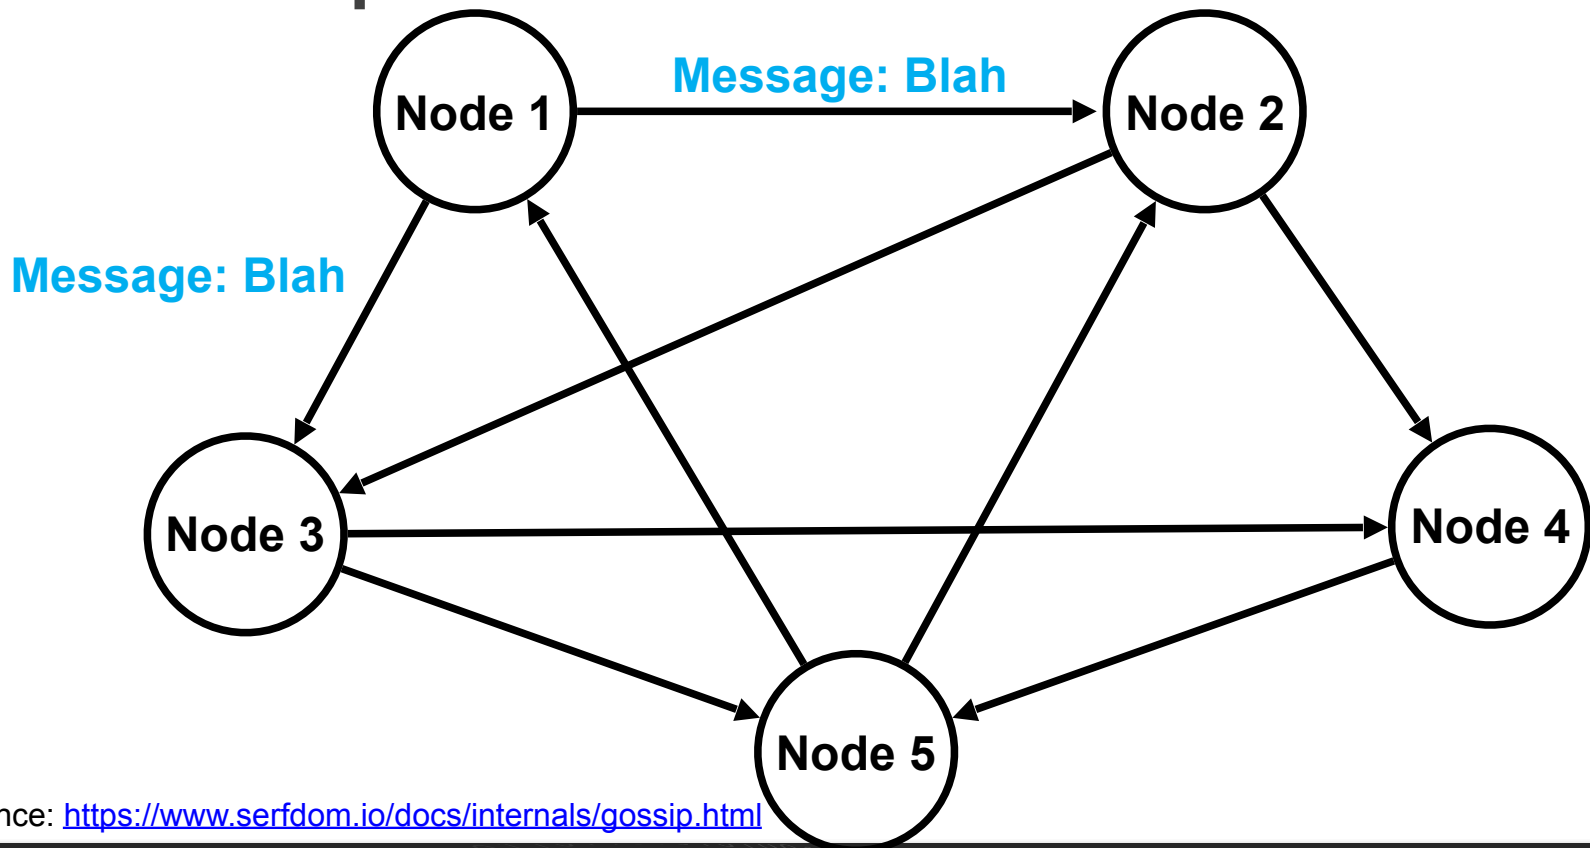 Message: Blah
Node 1
Node 2
Message: Blah
Node 3
Node 4
Node 5
nce: https://www.serfdom.io/docs/internals/gossip.html